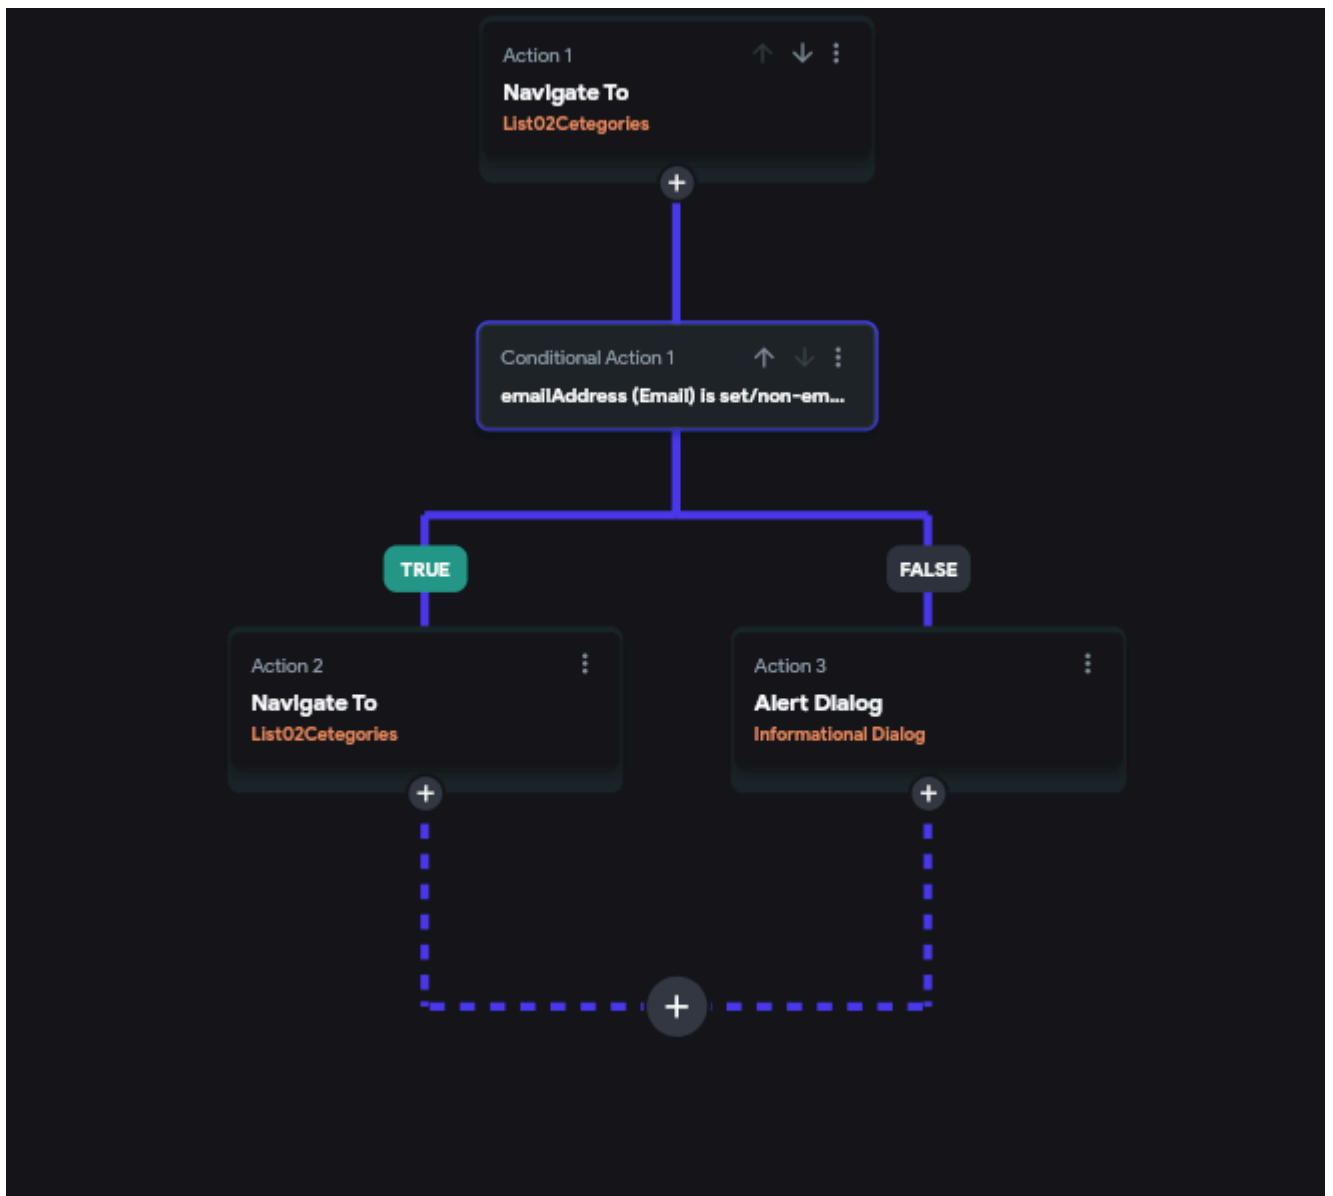 Action 1
Navigate To
List02Cetegories
Conditional Action 1
emailAddress (Email) is set/non-em...
TRUE
FALSE
Action 2
Navigate To
List02Cetegories
Action 3
Alert Dialog
Informational Dialog